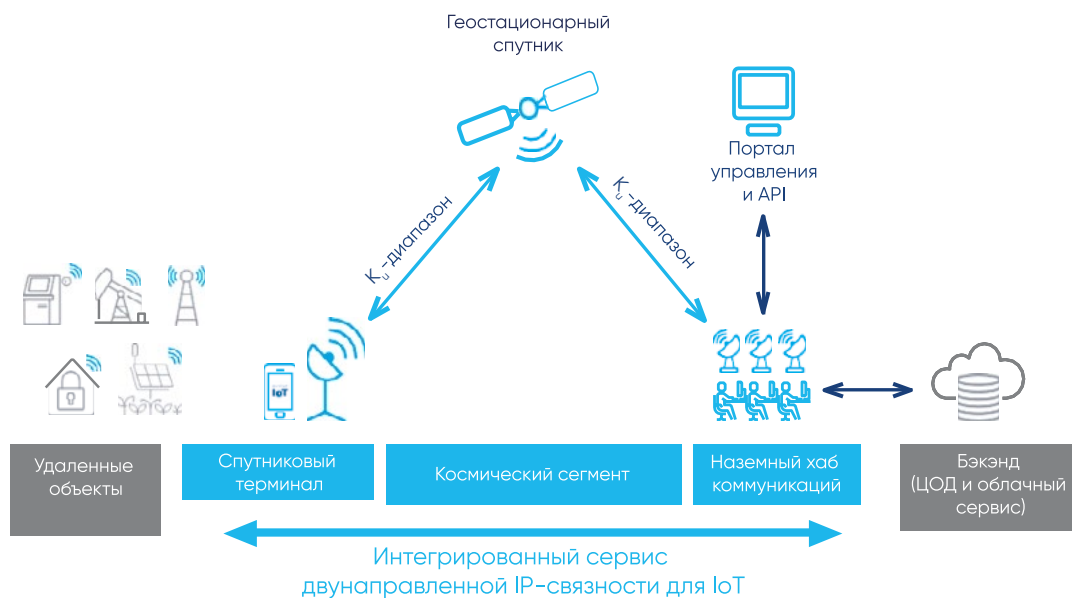 Геостационарный
спутник
Портал
управления
и API
Ku-диапазон
Ku-диапазон
IoT
Удаленные
объекты
Спутниковый
терминал
Космический сегмент
Наземный хаб
коммуникаций
Бэкэнд
(ЦОД и облачный
сервис)
Интегрированный сервис
двунаправленной IP-связности для IoT